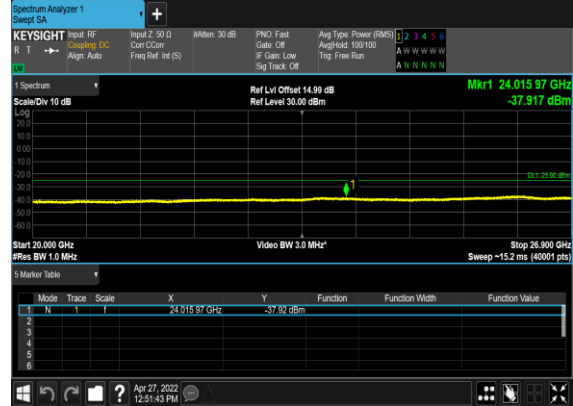 Spectrum Analyzer 1
Swept SA
+
KEYSIGHT Input: RF Input Z: 50 Ω #Atten: 30 dB PNO: Fast Avg Type: Power (RMS) 1 2 3 4 5 6
R T Coupling: DC Corr CCorr Gate: Off Avg|Hold: 100/100 A W W W W W
Align: Auto Freq Ref: Int (S) IF Gain: Low Trig: Free Run
Sig Track: Off A N N N N N
1 Spectrum Ref Lvl Offset 14.99 dB Mkr1 24.015 97 GHz
Scale/Div 10 dB Ref Level 30.00 dBm -37.917 dBm
Log
20.0
10.0
0.00
-10.0
DL1 -25.00 dBm
-20.0
1
-30.0
-40.0
-50.0
-60.0
Start 20.000 GHz Video BW 3.0 MHz* Stop 26.900 GHz
#Res BW 1.0 MHz Sweep ~15.2 ms (40001 pts)
5 Marker Table
Mode Trace Scale X Y Function Function Width Function Value
1 N 1 f 24.015 97 GHz -37.92 dBm
2
3
4
5
6
? Apr 27, 2022
12:51:43 PM